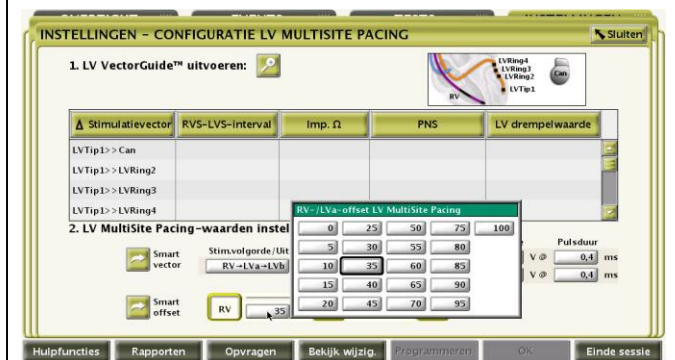 INSTELLINGEN - CONFIGURATIE LV MULTISITE PACING
Sluiten
1. LV VectorGuide™ uitvoeren:
LVRing4
LVRing3
LVRing2
LVTip1
RV
Can
Δ Stimulatievector RVS-LVS-interval Imp. Ω PNS LV drempelwaarde
LVTip1>>Can
LVTip1>>LVRing2
LVTip1>>LVRing3
LVTip1>>LVRing4
RV-/LVa-offset LV MultiSite Pacing
0 25 50 75 100
5 30 55 80
10 35 60 85
15 40 65 90
20 45 70 95
2. LV MultiSite Pacing-waarden instel
Smart vector
Stim.volgorde/Uit
RV→LVa→LVb
Pulsduur
V @ 0,4 ms
V @ 0,4 ms
Smart offset
RV
35
Hulpfuncties Rapporten Opvragen Bekijk wijzig. Programmeren OK Einde sessie